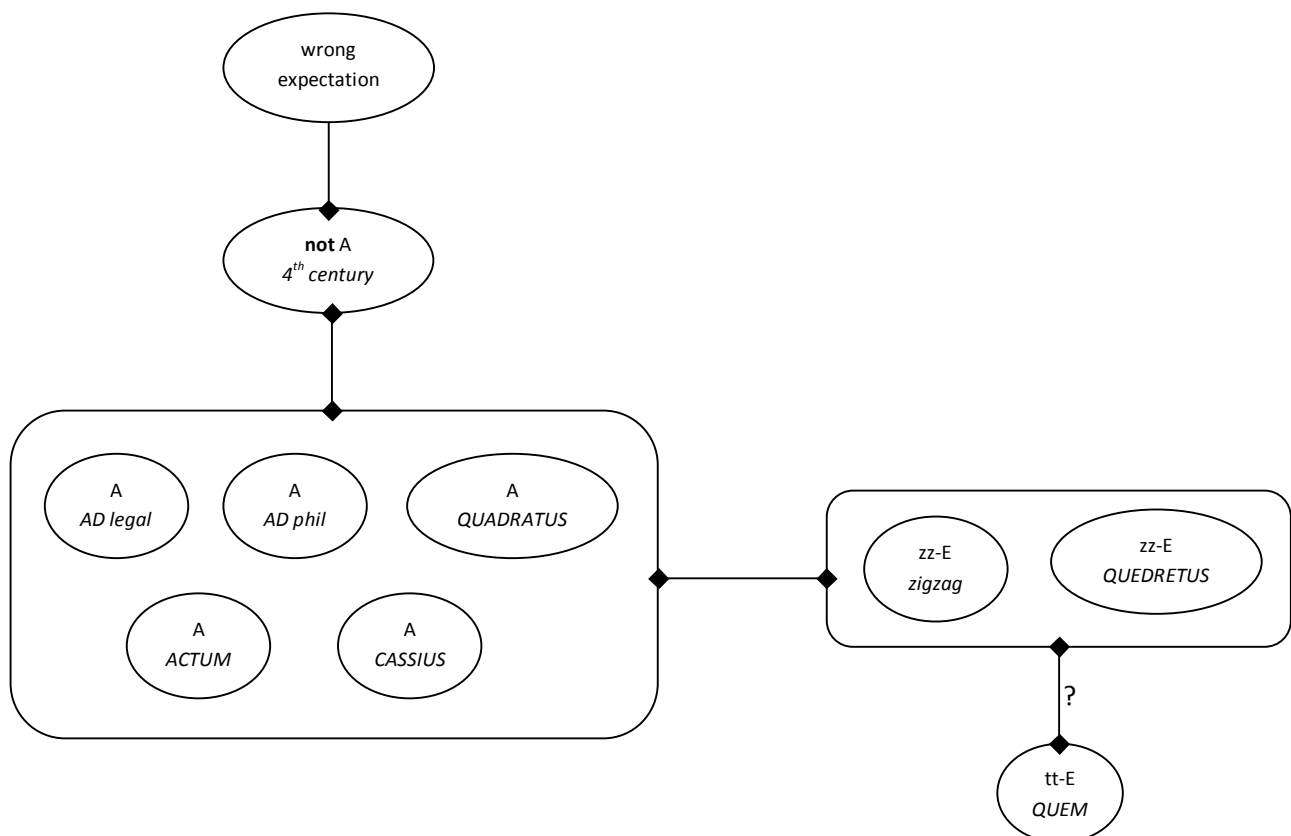 wrong
expectation
not A
4th century
A
AD legal
A
AD phil
A
QUADRATUS
A
ACTUM
A
CASSIUS
zz-E
zigzag
zz-E
QUEDRETUS
?
tt-E
QUEM